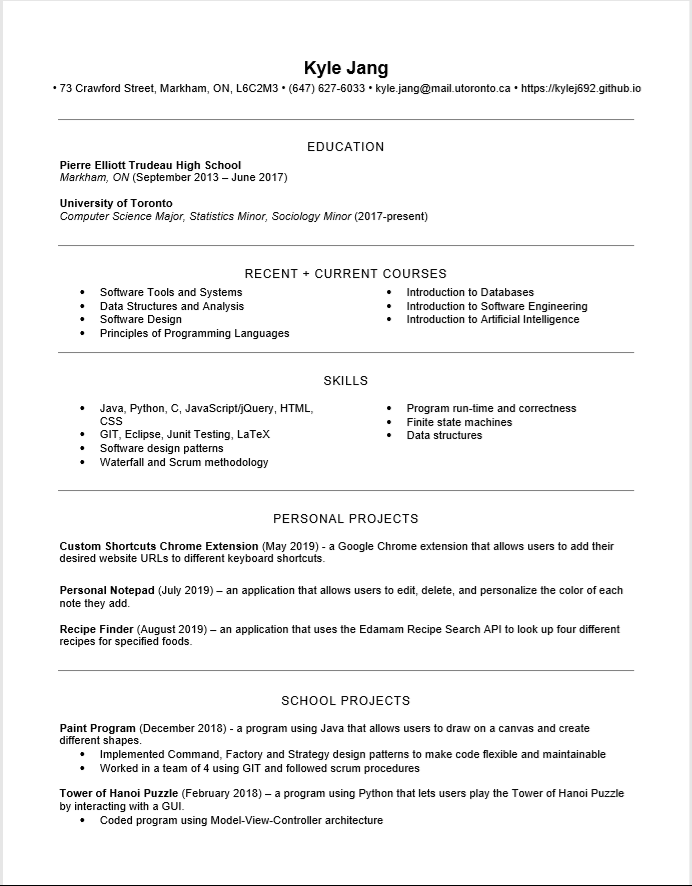 Kyle Jang
• 73 Crawford Street, Markham, ON, L6C2M3 • (647) 627-6033 • kyle.jang@mail.utoronto.ca • https://kylej692.github.io
EDUCATION
Pierre Elliott Trudeau High School
Markham, ON (September 2013 – June 2017)
University of Toronto
Computer Science Major, Statistics Minor, Sociology Minor (2017-present)
RECENT + CURRENT COURSES
• Software Tools and Systems
• Data Structures and Analysis
• Software Design
• Principles of Programming Languages
• Introduction to Databases
• Introduction to Software Engineering
• Introduction to Artificial Intelligence
SKILLS
• Java, Python, C, JavaScript/jQuery, HTML,
CSS
• GIT, Eclipse, Junit Testing, LaTeX
• Software design patterns
• Waterfall and Scrum methodology
• Program run-time and correctness
• Finite state machines
• Data structures
PERSONAL PROJECTS
Custom Shortcuts Chrome Extension (May 2019) - a Google Chrome extension that allows users to add their
desired website URLs to different keyboard shortcuts.
Personal Notepad (July 2019) – an application that allows users to edit, delete, and personalize the color of each
note they add.
Recipe Finder (August 2019) – an application that uses the Edamam Recipe Search API to look up four different
recipes for specified foods.
SCHOOL PROJECTS
Paint Program (December 2018) - a program using Java that allows users to draw on a canvas and create
different shapes.
• Implemented Command, Factory and Strategy design patterns to make code flexible and maintainable
• Worked in a team of 4 using GIT and followed scrum procedures
Tower of Hanoi Puzzle (February 2018) – a program using Python that lets users play the Tower of Hanoi Puzzle
by interacting with a GUI.
• Coded program using Model-View-Controller architecture